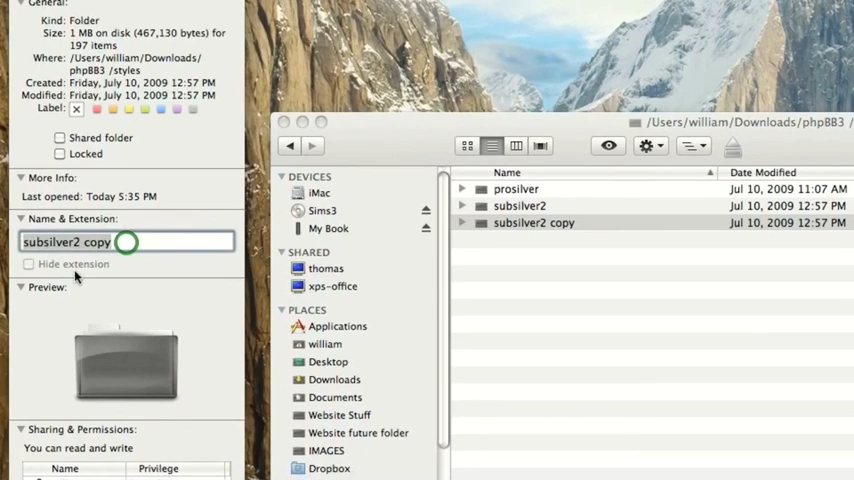 General:
Kind: Folder
Size: 1 MB on disk (467,130 bytes) for
197 items
Where: /Users/william/Downloads/
phpBB3 /styles
Created: Friday, July 10, 2009 12:57 PM
Modified: Friday, July 10, 2009 12:57 PM
Label:
Shared folder
Locked
More Info:
Last opened: Today 5:35 PM
Name & Extension:
subsilver2 copy
Hide extension
Preview:
Sharing & Permissions:
You can read and write
Name Privilege
/Users/william/Downloads/phpBB3 /
Name Date Modified
prosilver Jul 10, 2009 11:07 AM
subsilver2 Jul 10, 2009 12:57 PM
subsilver2 copy Jul 10, 2009 12:57 PM
DEVICES
iMac
Sims3
My Book
SHARED
thomas
xps-office
PLACES
Applications
william
Desktop
Downloads
Documents
Website Stuff
Website future folder
IMAGES
Dropbox